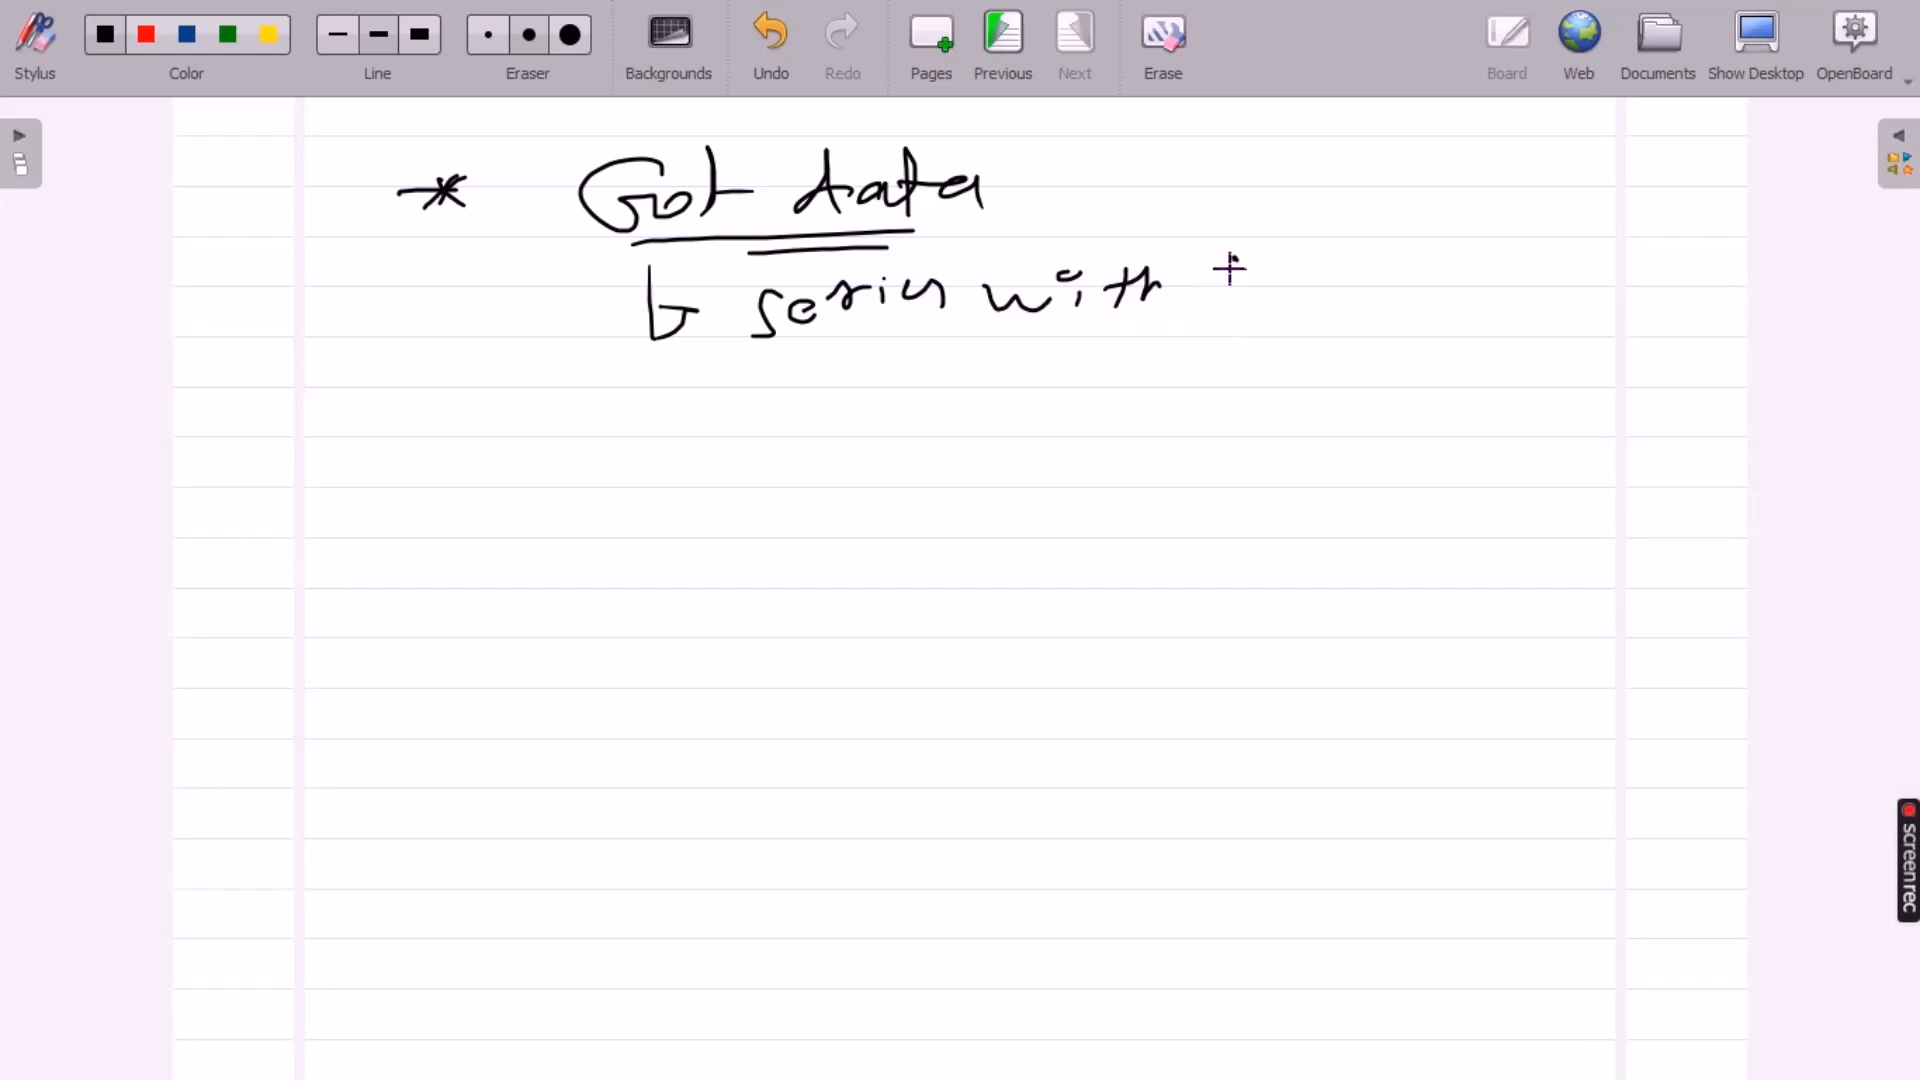 Stylus Color Line Eraser Backgrounds Undo Redo Pages Previous Next Erase Board Web Documents Show Desktop OpenBoard
* Got data
series with
screenrec